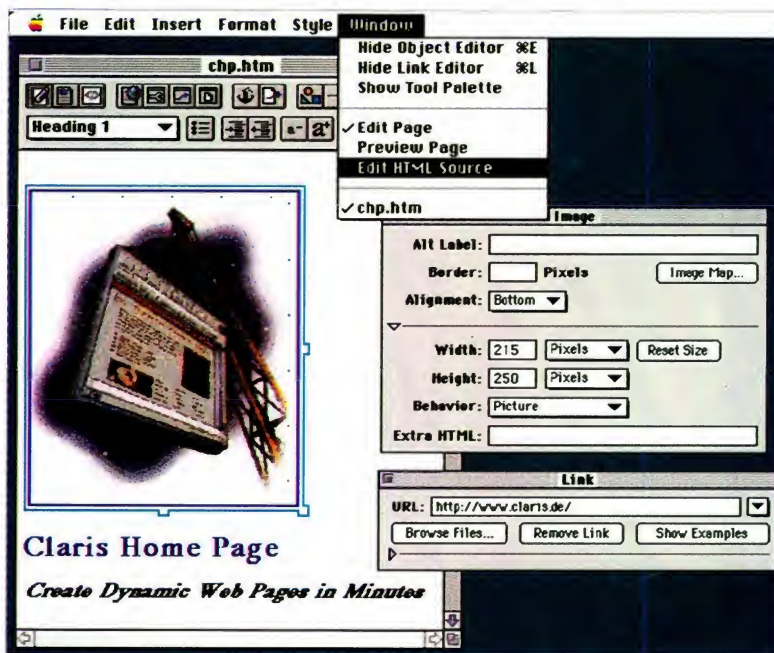 File Edit Insert Format Style Window
Hide Object Editor ⌘E
Hide Link Editor ⌘L
Show Tool Palette
✓ Edit Page
Preview Page
Edit HTML Source
✓ chp.htm
chp.htm
Heading 1
a- a+
Claris Home Page
Create Dynamic Web Pages in Minutes
Image
Alt Label:
Border: Pixels Image Map...
Alignment: Bottom
Width: 215 Pixels Reset Size
Height: 250 Pixels
Behavior: Picture
Extra HTML:
Link
URL: http://www.claris.de/
Browse Files... Remove Link Show Examples